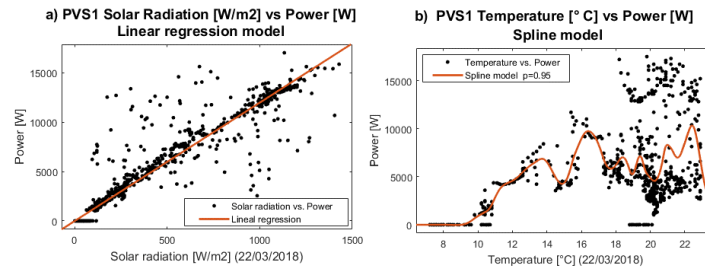 a) PVS1 Solar Radiation [W/m2] vs Power [W]
Linear regression model
Power [W]
15000
10000
5000
0
0
500
1000
1500
Solar radiation vs. Power
Linear regression
Solar radiation [W/m2] (22/03/2018)
b) PVS1 Temperature [° C] vs Power [W]
Spline model
Power [W]
15000
10000
5000
0
8
10
12
14
16
18
20
22
Temperature vs. Power
Spline model p=0.95
Temperature [°C] (22/03/2018)